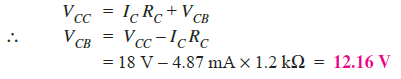 V_CC = I_C R_C + V_CB
∴ V_CB = V_CC – I_C R_C
= 18 V – 4.87 mA × 1.2 kΩ = 12.16 V